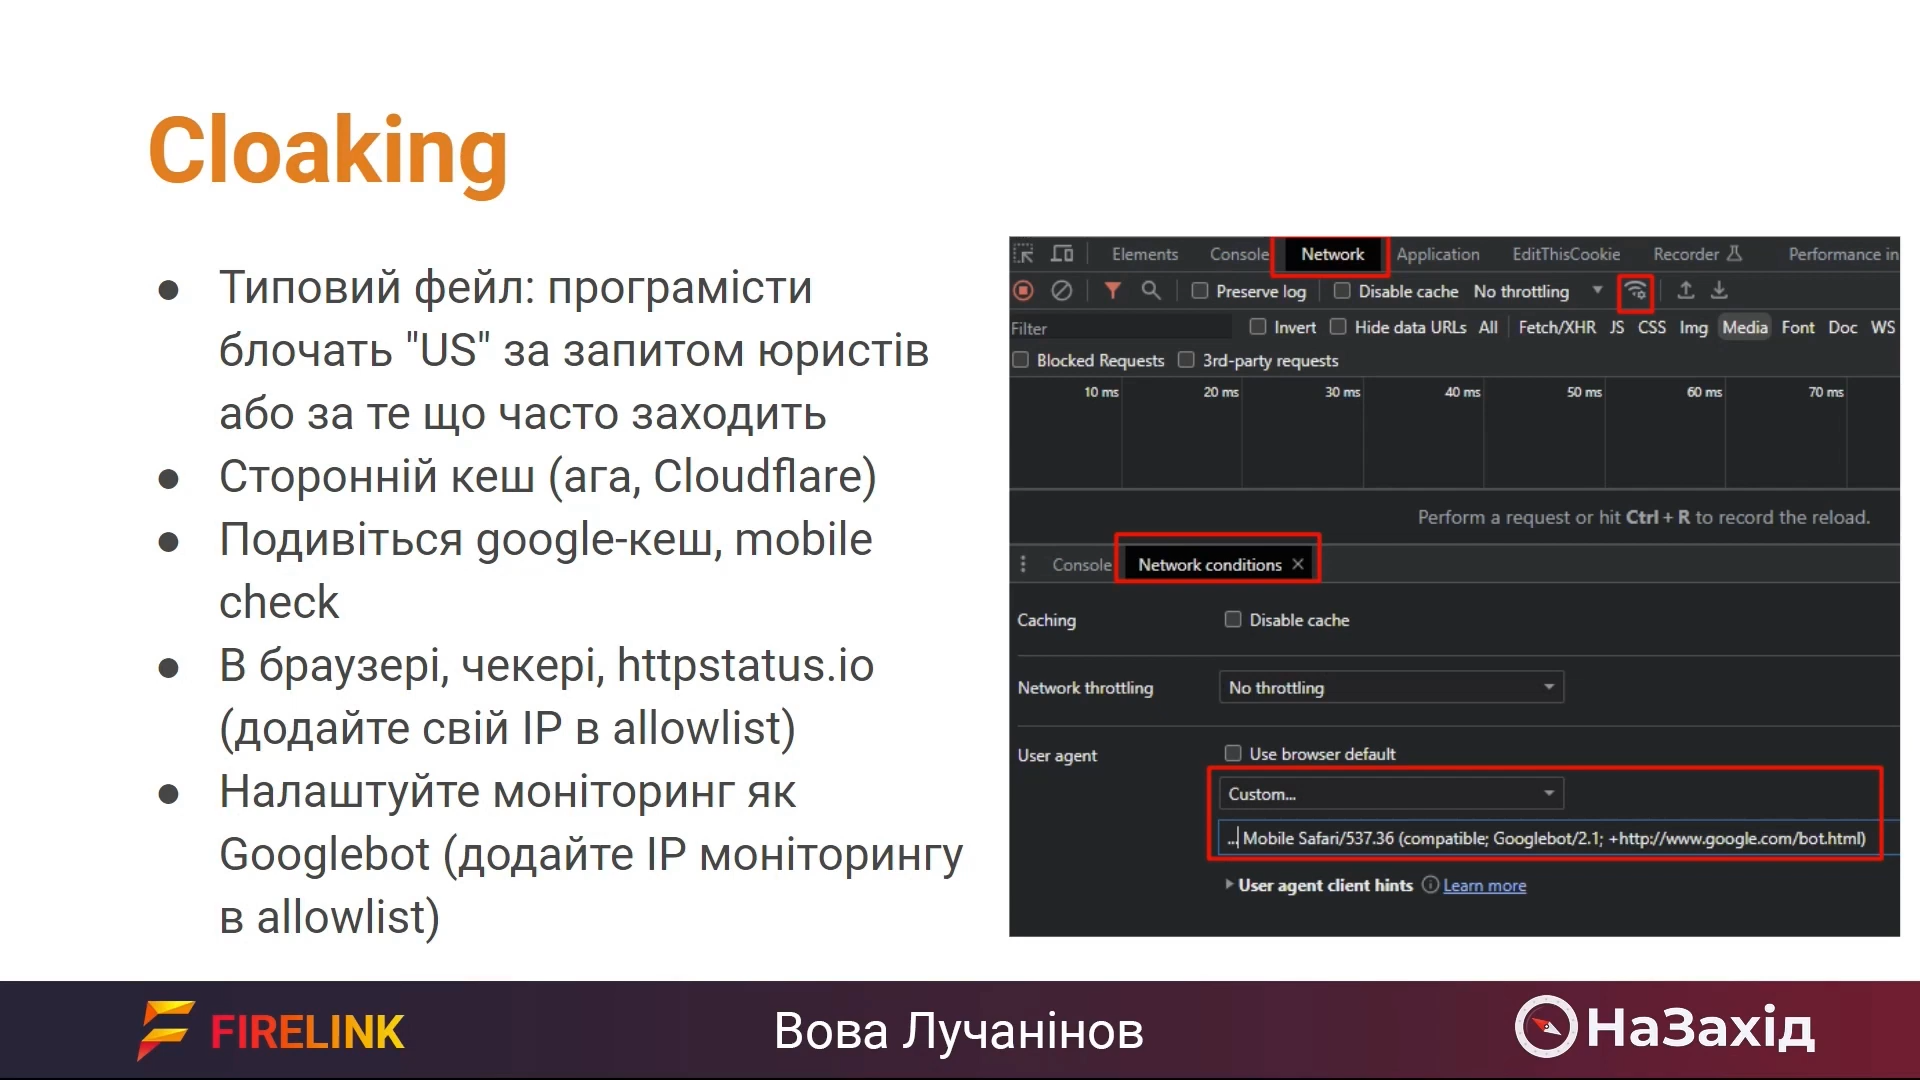 Cloaking
● Типовий фейл: програмісти
блочать "US" за запитом юристів
або за те що часто заходить
● Сторонній кеш (ага, Cloudflare)
● Подивіться google-кеш, mobile
check
● В браузері, чекері, httpstatus.io
(додайте свій IP в allowlist)
● Налаштуйте моніторинг як
Googlebot (додайте IP моніторингу
в allowlist)
Elements Console Network Application EditThisCookie Recorder Performance in
Preserve log Disable cache No throttling
Filter Invert Hide data URLs All Fetch/XHR JS CSS Img Media Font Doc WS
Blocked Requests 3rd-party requests
10 ms 20 ms 30 ms 40 ms 50 ms 60 ms 70 ms
Perform a request or hit Ctrl + R to record the reload.
Console Network conditions ×
Caching Disable cache
Network throttling No throttling
User agent Use browser default
Custom...
... Mobile Safari/537.36 (compatible; Googlebot/2.1; +http://www.google.com/bot.html)
User agent client hints Learn more
FIRELINK
Вова Лучанінов
НаЗахід